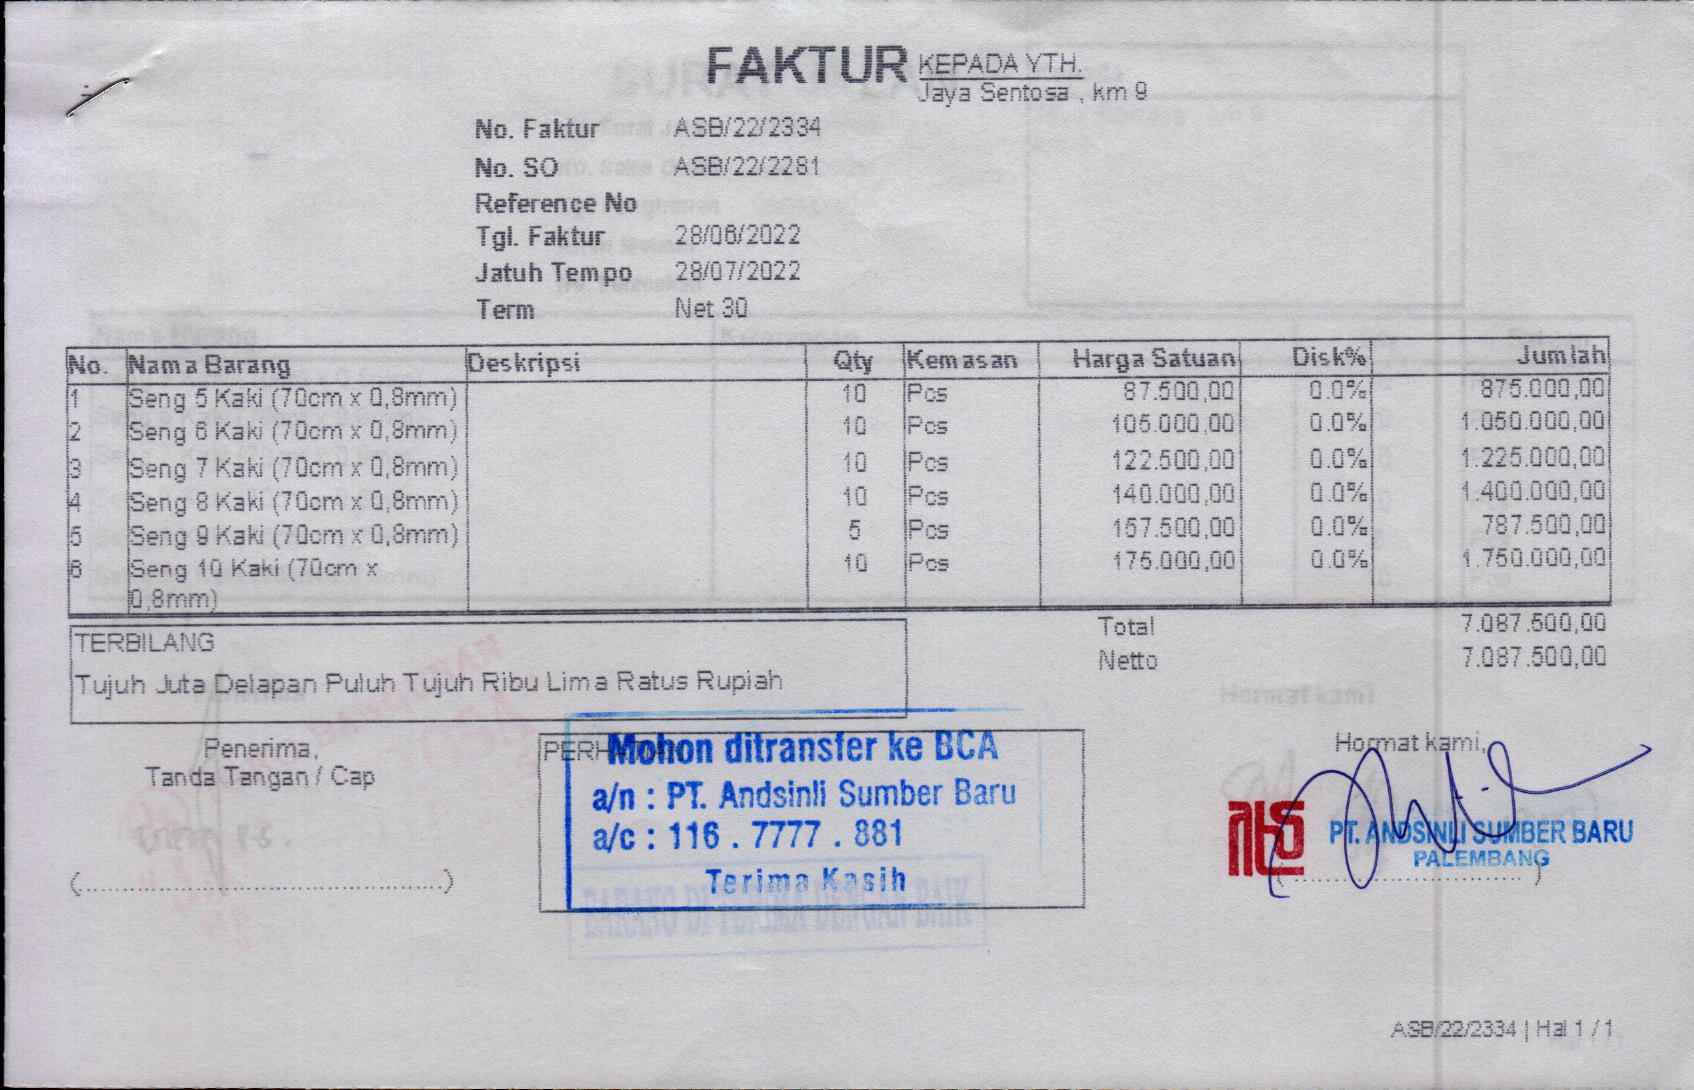 FAKTUR
KEPADA YTH.
Jaya Sentosa , km 9
No. Faktur ASB/22/2334
No. SO ASB/22/2281
Reference No
Tgl. Faktur 28/06/2022
Jatuh Tempo 28/07/2022
Term Net 30
No. Nama Barang Deskripsi Qty Kemasan Harga Satuan Disk% Jumlah
1 Seng 5 Kaki (70cm x 0,8mm) 10 Pcs 87.500,00 0.0% 875.000,00
2 Seng 6 Kaki (70cm x 0,8mm) 10 Pcs 105.000,00 0.0% 1.050.000,00
3 Seng 7 Kaki (70cm x 0,8mm) 10 Pcs 122.500,00 0.0% 1.225.000,00
4 Seng 8 Kaki (70cm x 0,8mm) 10 Pcs 140.000,00 0.0% 1.400.000,00
5 Seng 9 Kaki (70cm x 0,8mm) 5 Pcs 157.500,00 0.0% 787.500,00
6 Seng 10 Kaki (70cm x 10 Pcs 175.000,00 0.0% 1.750.000,00
0,8mm)
Total 7.087.500,00
Netto 7.087.500,00
TERBILANG
Tujuh Juta Delapan Puluh Tujuh Ribu Lima Ratus Rupiah
Penerima,
Tanda Tangan / Cap
(............................................)
Mohon ditransfer ke BCA
a/n : PT. Andsinli Sumber Baru
a/c : 116 . 7777 . 881
Terima Kasih
BARANG DI TERIMA DENGAN BAIK
Hormat kami,
PT. ANDSINLI SUMBER BARU
PALEMBANG
ASB/22/2334 | Hal 1 / 1